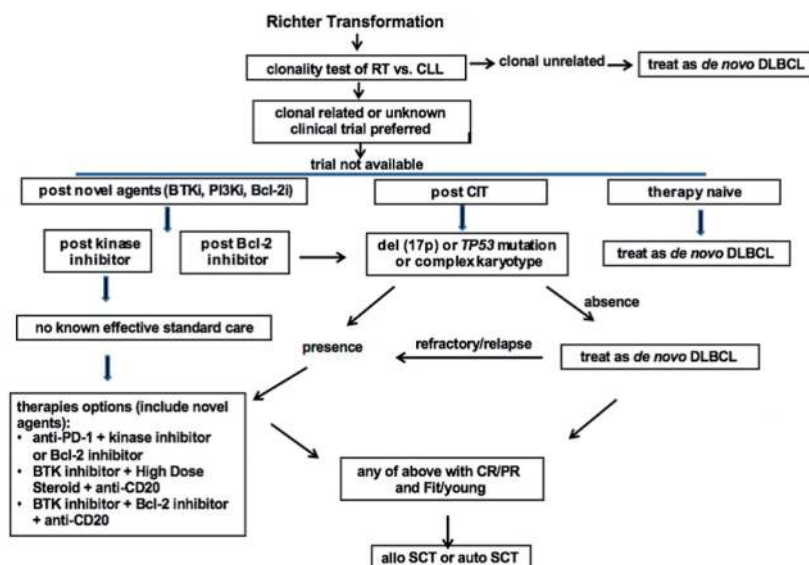 Richter Transformation
clonality test of RT vs. CLL
clonal unrelated
treat as de novo DLBCL
clonal related or unknown
clinical trial preferred
trial not available
post novel agents (BTKi, PI3Ki, Bcl-2i)
post CIT
therapy naive
post kinase
inhibitor
post Bcl-2
inhibitor
del (17p) or TP53 mutation
or complex karyotype
treat as de novo DLBCL
absence
no known effective standard care
presence
refractory/relapse
treat as de novo DLBCL
therapies options (include novel
agents):
• anti-PD-1 + kinase inhibitor
or Bcl-2 inhibitor
• BTK inhibitor + High Dose
Steroid + anti-CD20
• BTK inhibitor + Bcl-2 inhibitor
+ anti-CD20
any of above with CR/PR
and Fit/young
allo SCT or auto SCT